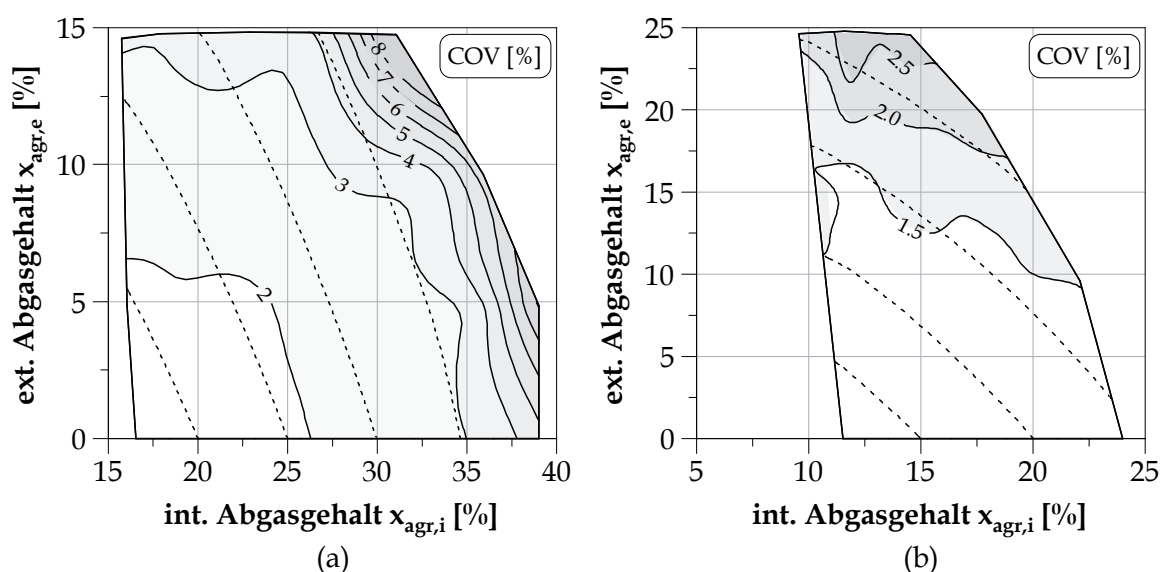 15
10
5
0
ext. Abgasgehalt x_agr,e [%]
COV [%]
8
7
6
5
4
3
2
15 20 25 30 35 40
int. Abgasgehalt x_agr,i [%]
(a)
25
20
15
10
5
0
ext. Abgasgehalt x_agr,e [%]
COV [%]
2.5
2.0
1.5
5 10 15 20 25
int. Abgasgehalt x_agr,i [%]
(b)